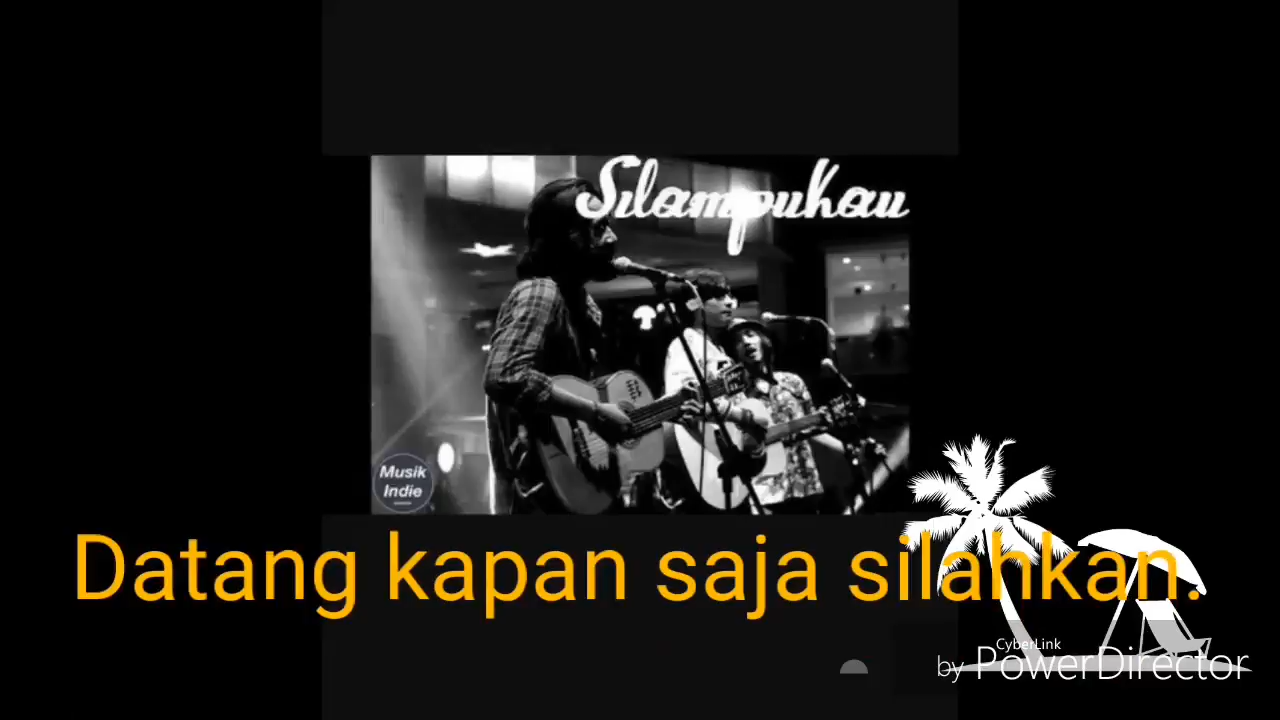 Silampukau
Musik
Indie
Datang kapan saja silahkan.
CyberLink
by PowerDirector